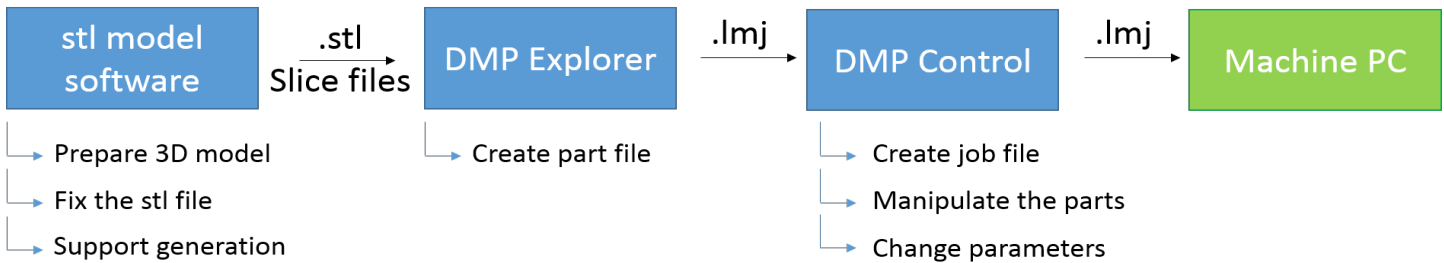 stl model
software
.stl
Slice files
DMP Explorer
.lmj
DMP Control
.lmj
Machine PC
Prepare 3D model
Fix the stl file
Support generation
Create part file
Create job file
Manipulate the parts
Change parameters